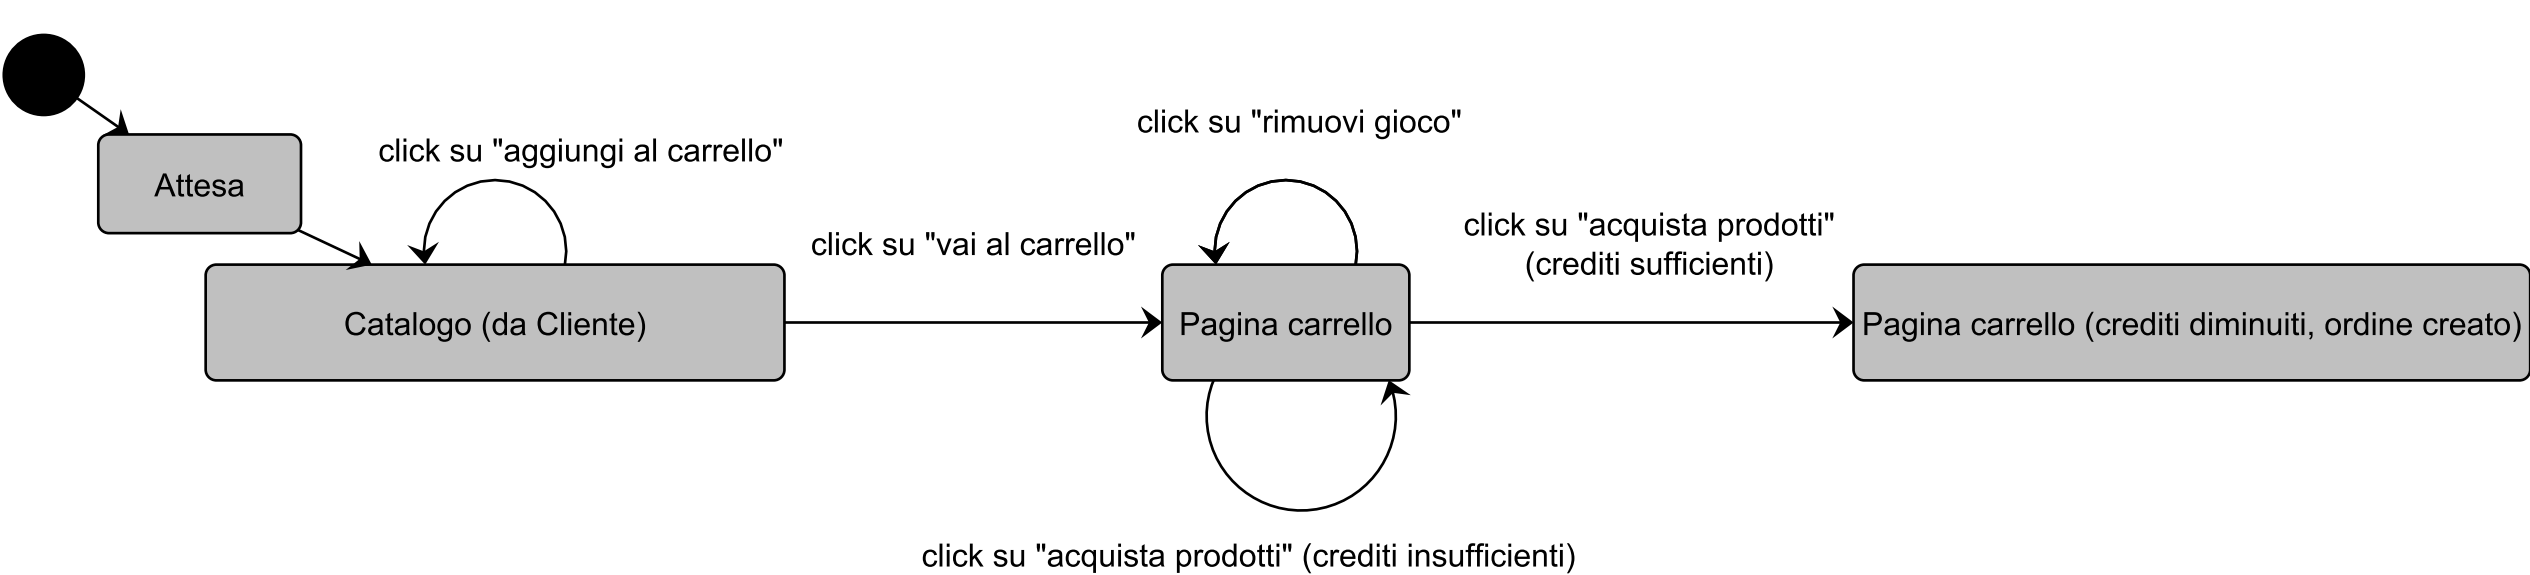 Attesa
click su "aggiungi al carrello"
Catalogo (da Cliente)
click su "vai al carrello"
click su "rimuovi gioco"
Pagina carrello
click su "acquista prodotti"
(crediti sufficienti)
Pagina carrello (crediti diminuiti, ordine creato)
click su "acquista prodotti" (crediti insufficienti)